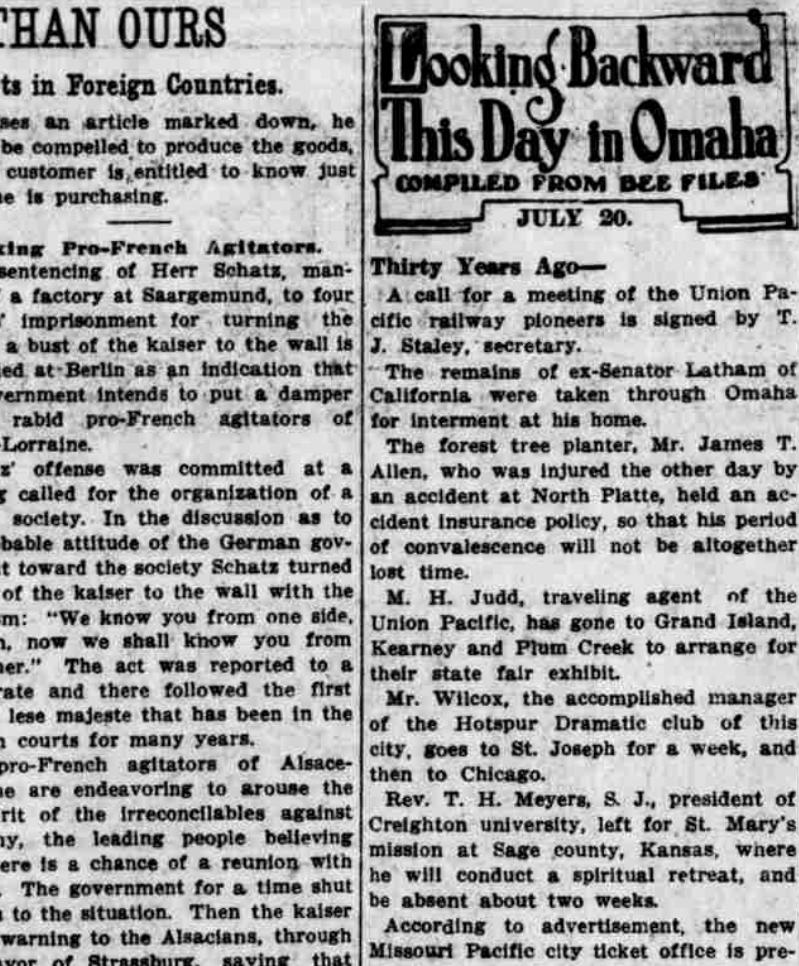 THAN OURS
ts in Foreign Countries.
ses an article marked down, he
be compelled to produce the goods,
customer is entitled to know just
e is purchasing.
king Pro-French Agitators.
sentencing of Herr Schatz, man-
a factory at Saargemund, to four
' imprisonment for turning the
a bust of the kaiser to the wall is
ed at Berlin as an indication that
vernment intends to put a damper
rabid pro-French agitators of
-Lorraine.
z' offense was committed at a
g called for the organization of a
society. In the discussion as to
bable attitude of the German gov-
t toward the society Schatz turned
of the kaiser to the wall with the
m: "We know you from one side,
n, now we shall know you from
her." The act was reported to a
rate and there followed the first
lese majeste that has been in the
n courts for many years.
pro-French agitators of Alsace-
ne are endeavoring to arouse the
rit of the irreconcilables against
ny, the leading people believing
ere is a chance of a reunion with
. The government for a time shut
to the situation. Then the kaiser
warning to the Alsacians, through
yor of Strassburg, saying that
Looking Backward
This Day in Omaha
COMPILED FROM BEE FILES
JULY 20.
Thirty Years Ago—
A call for a meeting of the Union Pa-
cific railway pioneers is signed by T.
J. Staley, secretary.
The remains of ex-Senator Latham of
California were taken through Omaha
for interment at his home.
The forest tree planter, Mr. James T.
Allen, who was injured the other day by
an accident at North Platte, held an ac-
cident insurance policy, so that his period
of convalescence will not be altogether
lost time.
M. H. Judd, traveling agent of the
Union Pacific, has gone to Grand Island,
Kearney and Plum Creek to arrange for
their state fair exhibit.
Mr. Wilcox, the accomplished manager
of the Hotspur Dramatic club of this
city, goes to St. Joseph for a week, and
then to Chicago.
Rev. T. H. Meyers, S. J., president of
Creighton university, left for St. Mary's
mission at Sage county, Kansas, where
he will conduct a spiritual retreat, and
be absent about two weeks.
According to advertisement, the new
Missouri Pacific city ticket office is pre-